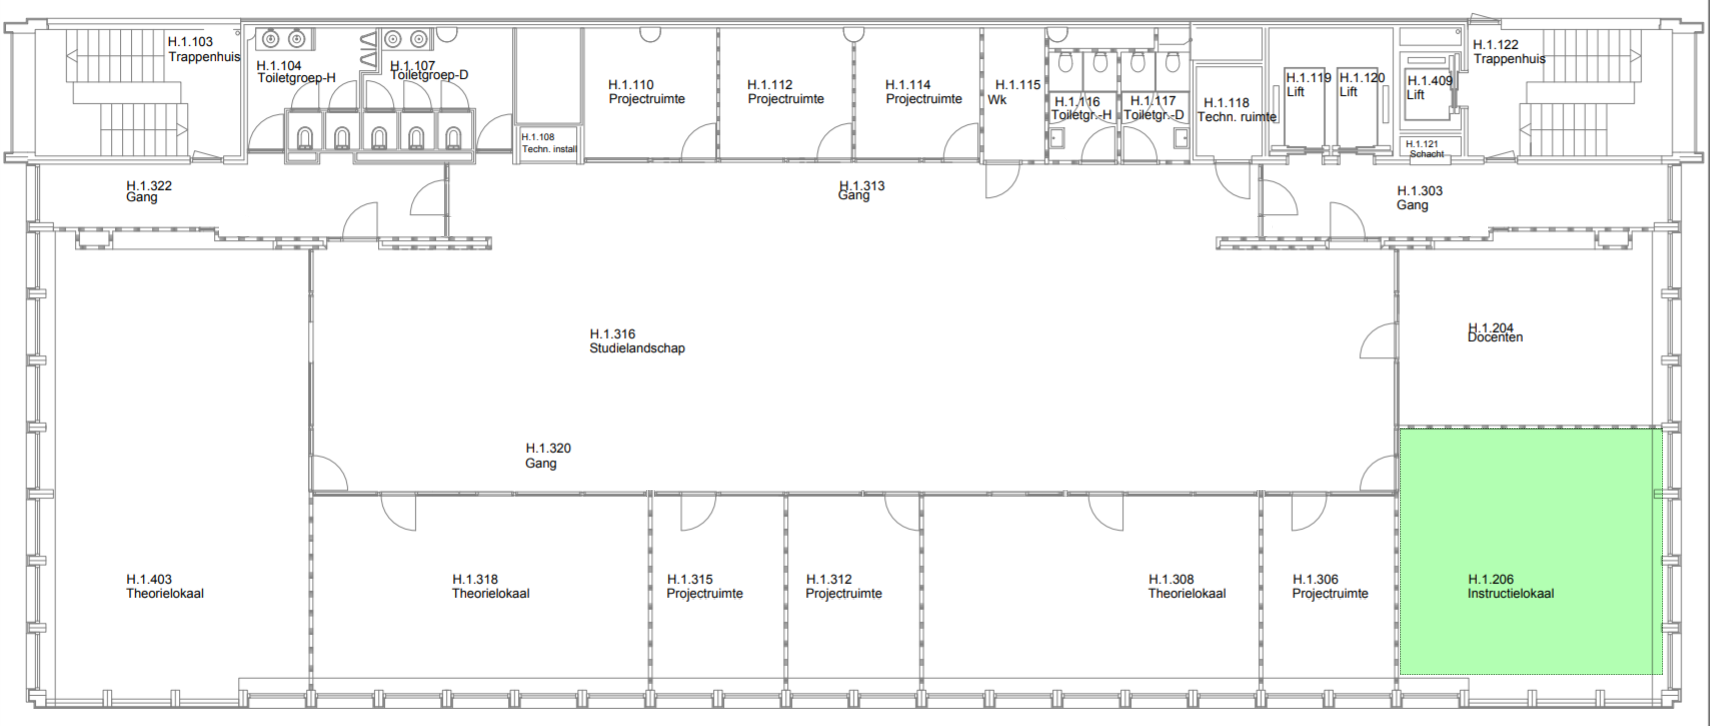 H.1.103
Trappenhuis
H.1.104
Toiletgroep-H
H.1.107
Toiletgroep-D
H.1.108
Techn. install
H.1.110
Projectruimte
H.1.112
Projectruimte
H.1.114
Projectruimte
H.1.115
Wk
H.1.116
Toiletgr.-H
H.1.117
Toiletgr.-D
H.1.118
Techn. ruimte
H.1.119
Lift
H.1.120
Lift
H.1.409
Lift
H.1.121
Schacht
H.1.122
Trappenhuis
H.1.322
Gang
H.1.313
Gang
H.1.303
Gang
H.1.316
Studielandschap
H.1.204
Docenten
H.1.320
Gang
H.1.403
Theorielokaal
H.1.318
Theorielokaal
H.1.315
Projectruimte
H.1.312
Projectruimte
H.1.308
Theorielokaal
H.1.306
Projectruimte
H.1.206
Instructielokaal